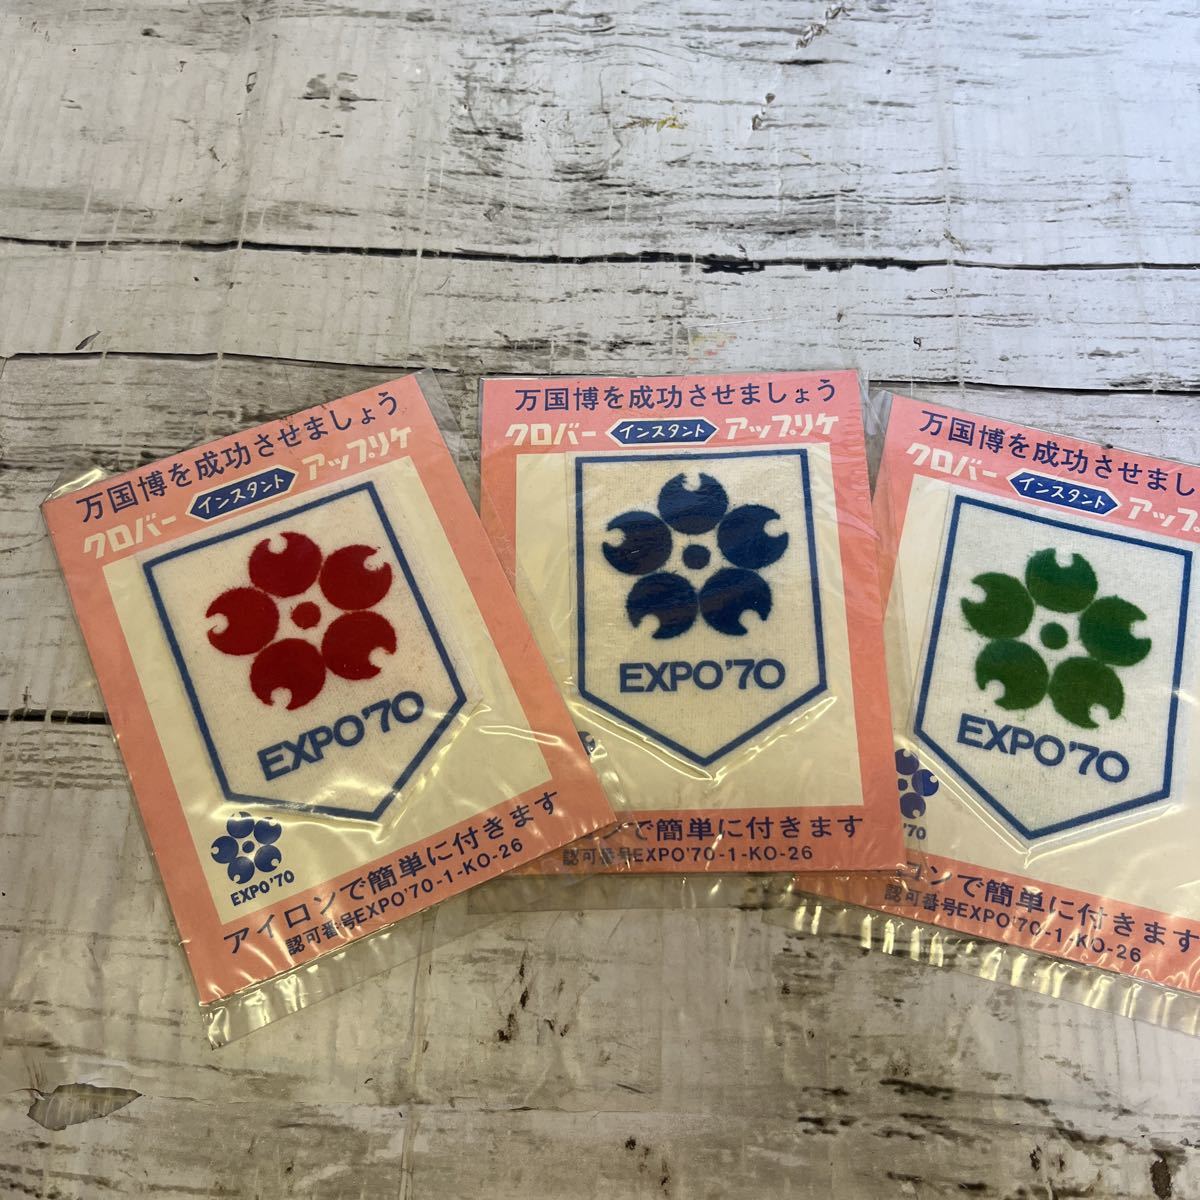 万国博を成功させましょう
クロバー インスタント アップリケ
EXPO'70
EXPO'70
アイロンで簡単に付きます
認可番号EXPO'70-1-KO-26
万国博を成功させましょう
クロバー インスタント アップリケ
EXPO'70
ンで簡単に付きます
認可番号EXPO'70-1-KO-26
万国博を成功させまし
クロバー インスタント アップ
EXPO'70
'70
ロンで簡単に付きます
認可番号EXPO'70-1-KO-26